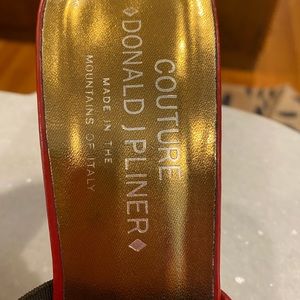 COUTURE
◆DONALD J PLINER◆
MADE IN THE
MOUNTAINS OF ITALY